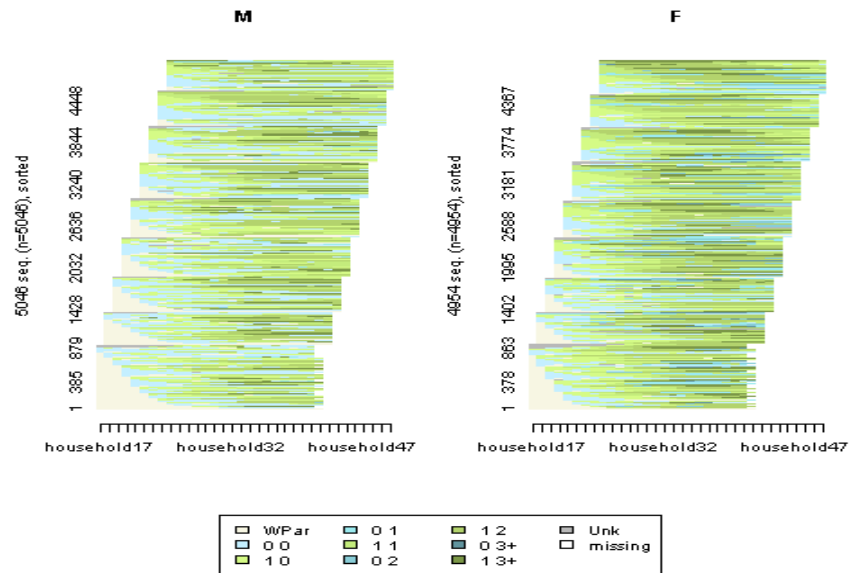 M
F
5046 seq. (n=5046), sorted
1 385 879 1428 2032 2636 3240 3844 4448
4954 seq. (n=4954), sorted
1 378 863 1402 1995 2588 3181 3774 4367
household17 household32 household47
household17 household32 household47
WPar 0 1 1 2 Unk
0 0 1 1 0 3+ missing
1 0 0 2 1 3+